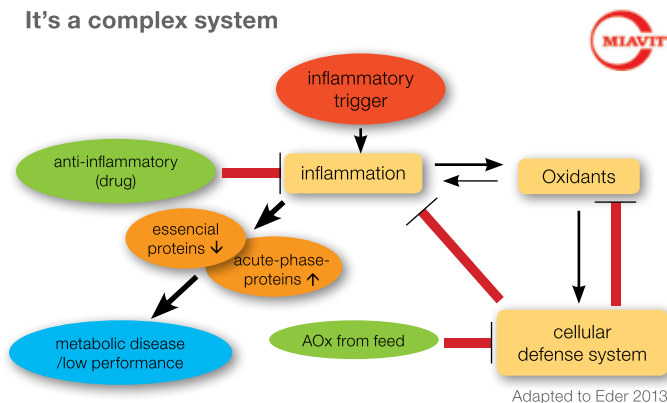 It's a complex system
MIAVIT
inflammatory
trigger
anti-inflammatory
(drug)
inflammation
Oxidants
essencial
proteins ↓
acute-phase-
proteins ↑
metabolic disease
/low performance
AOx from feed
cellular
defense system
Adapted to Eder 2013